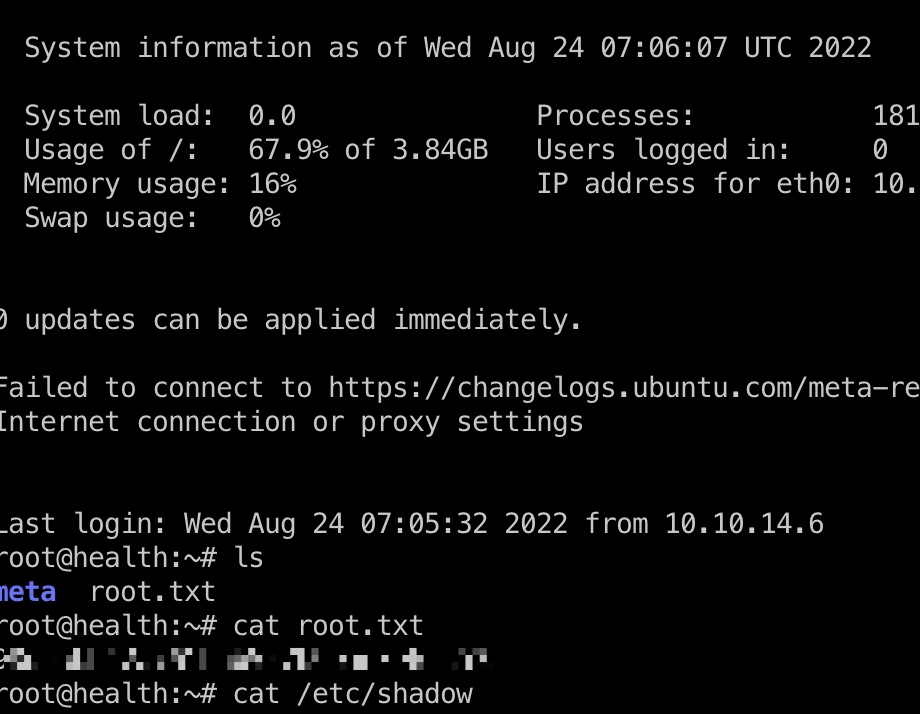 System information as of Wed Aug 24 07:06:07 UTC 2022
System load: 0.0 Processes: 181
Usage of /: 67.9% of 3.84GB Users logged in: 0
Memory usage: 16% IP address for eth0: 10.
Swap usage: 0%
0 updates can be applied immediately.
Failed to connect to https://changelogs.ubuntu.com/meta-re
Internet connection or proxy settings
Last login: Wed Aug 24 07:05:32 2022 from 10.10.14.6
root@health:~# ls
meta root.txt
root@health:~# cat root.txt
root@health:~# cat /etc/shadow